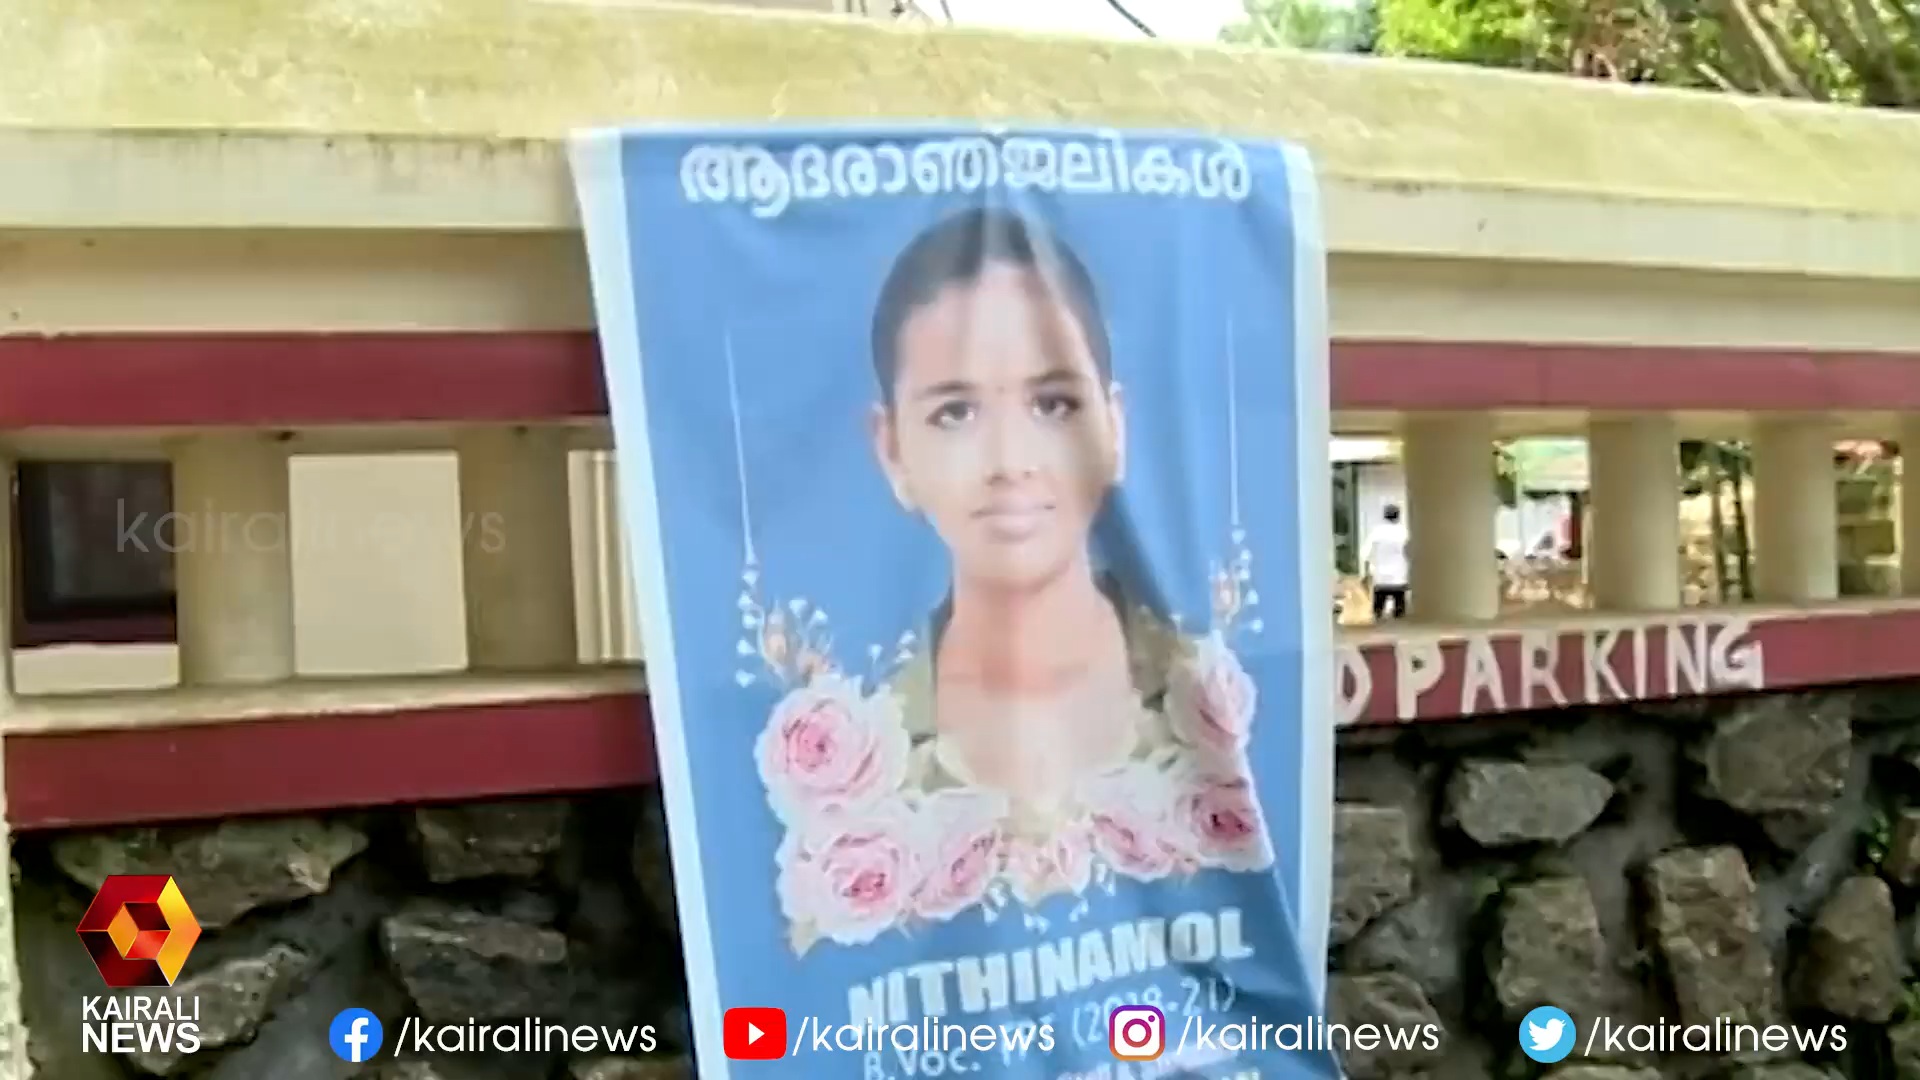 ആദരാഞ്ജലികൾ
kairalinews
D PARKING
NITHINAMOL
B.Voc. (2018-21)
KAIRALI
NEWS
/kairalinews
/kairalinews
/kairalinews
/kairalinews